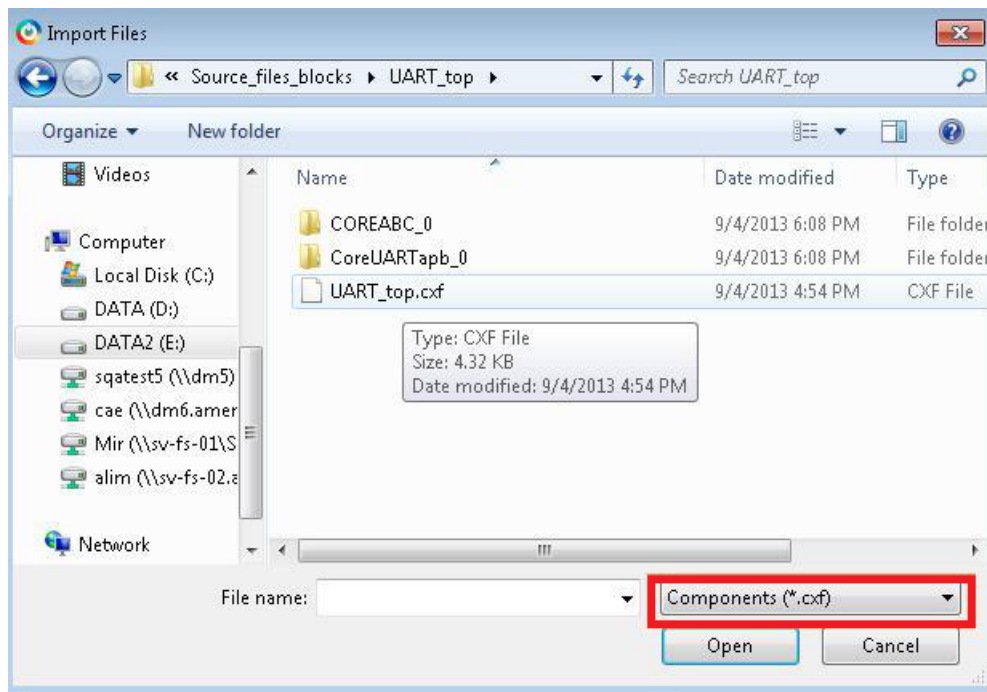 Import Files
« Source_files_blocks UART_top
Search UART_top
Organize New folder
Name Date modified Type
Videos
Computer
Local Disk (C:)
DATA (D:)
DATA2 (E:)
sqatest5 (\\dm5)
cae (\\dm6.amer
Mir (\\sv-fs-01\S
alim (\\sv-fs-02.a
Network
COREABC_0 9/4/2013 6:08 PM File folder
CoreUARTapb_0 9/4/2013 6:08 PM File folder
UART_top.cxf 9/4/2013 4:54 PM CXF File
Type: CXF File
Size: 4.32 KB
Date modified: 9/4/2013 4:54 PM
File name:
Components (*.cxf)
Open Cancel